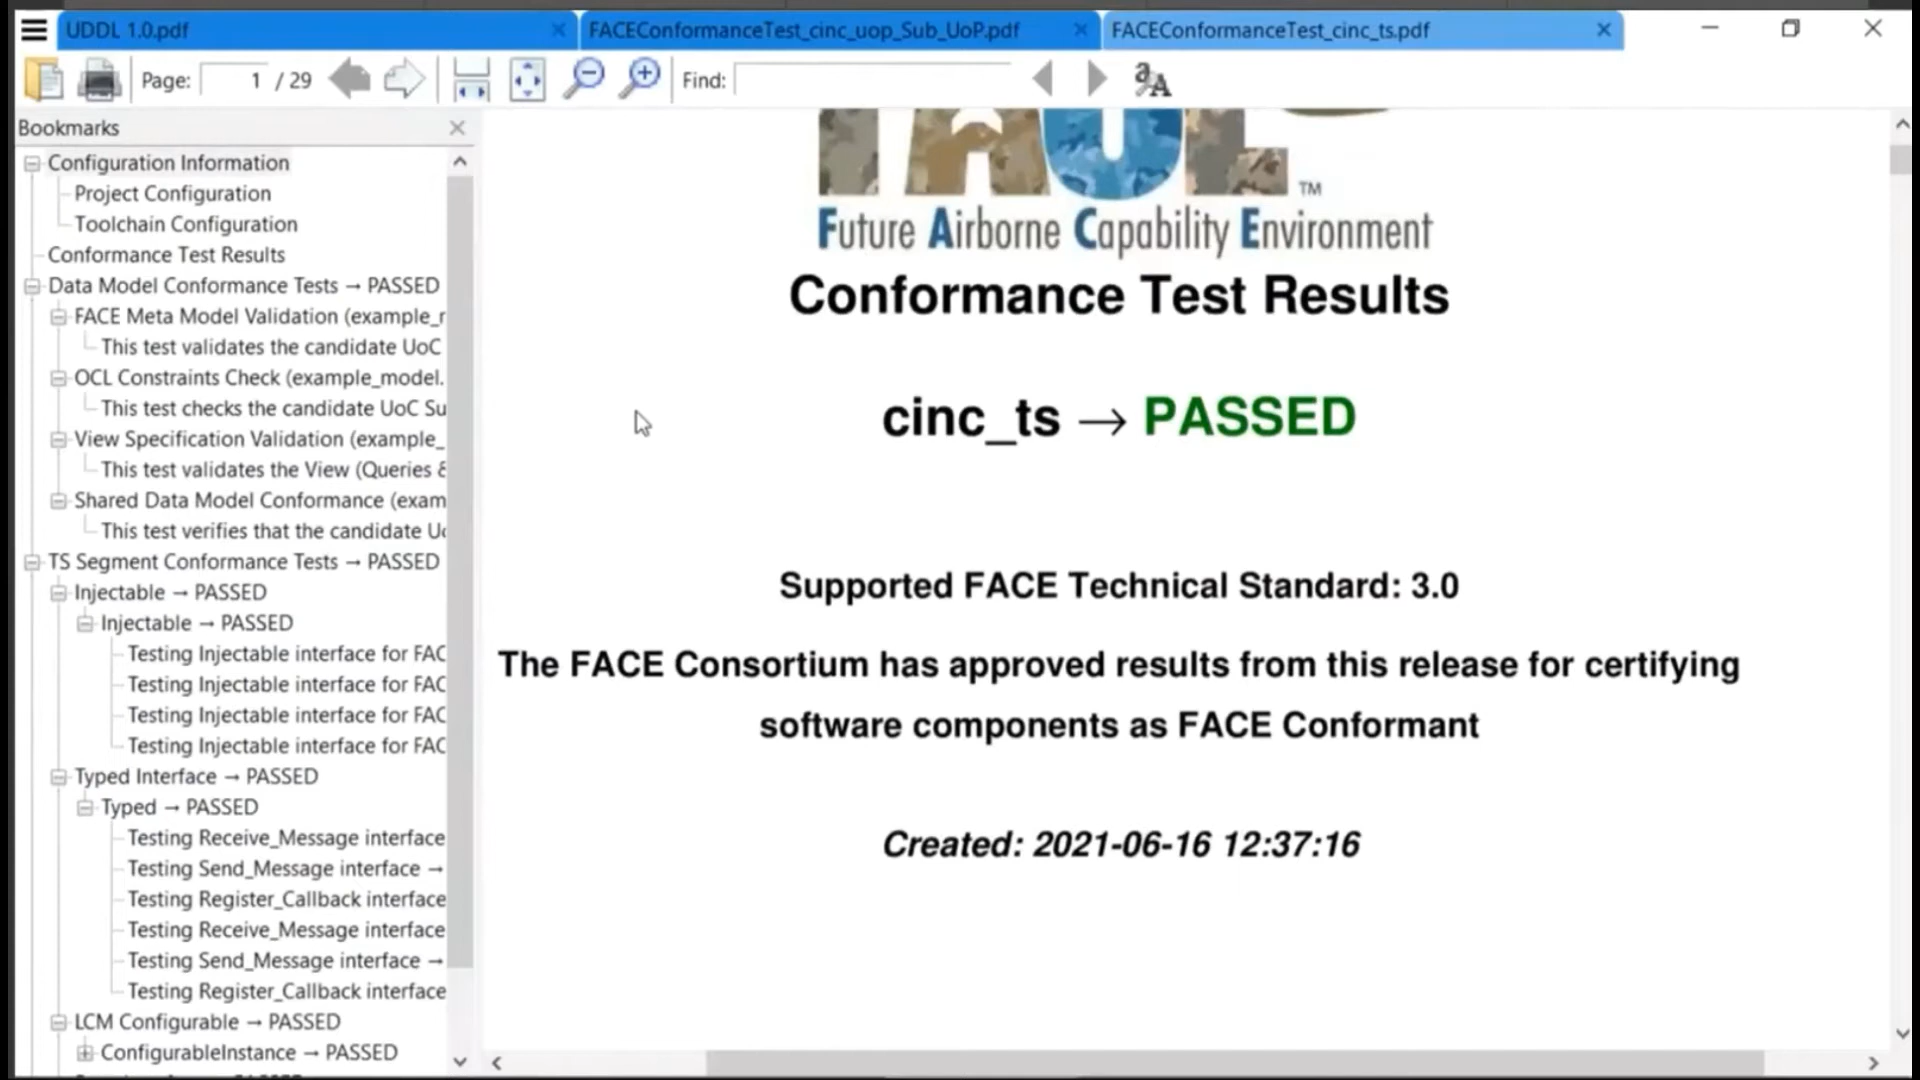 UDDL 1.0.pdf
FACEConformanceTest_cinc_uop_Sub_UoP.pdf
FACEConformanceTest_cinc_ts.pdf
Page: 1 / 29
Find:
Bookmarks
Configuration Information
Project Configuration
Toolchain Configuration
Conformance Test Results
Data Model Conformance Tests → PASSED
FACE Meta Model Validation (example_r
This test validates the candidate UoC
OCL Constraints Check (example_model.
This test checks the candidate UoC Su
View Specification Validation (example_
This test validates the View (Queries &
Shared Data Model Conformance (exam
This test verifies that the candidate Uo
TS Segment Conformance Tests → PASSED
Injectable → PASSED
Injectable → PASSED
Testing Injectable interface for FAC
Testing Injectable interface for FAC
Testing Injectable interface for FAC
Testing Injectable interface for FAC
Typed Interface → PASSED
Typed → PASSED
Testing Receive_Message interface
Testing Send_Message interface →
Testing Register_Callback interface
Testing Receive_Message interface
Testing Send_Message interface →
Testing Register_Callback interface
LCM Configurable → PASSED
ConfigurableInstance → PASSED
FACE™
Future Airborne Capability Environment
Conformance Test Results
cinc_ts → PASSED
Supported FACE Technical Standard: 3.0
The FACE Consortium has approved results from this release for certifying
software components as FACE Conformant
Created: 2021-06-16 12:37:16